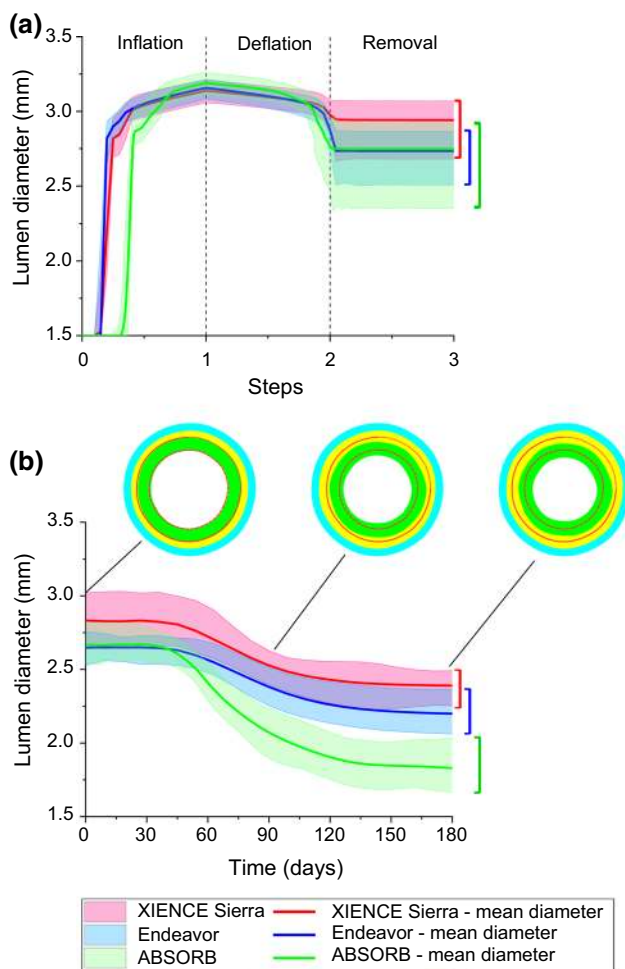 (a)
Inflation Deflation Removal
Lumen diameter (mm)
3.5
3.0
2.5
2.0
1.5
0 1 2 3
Steps
(b)
Lumen diameter (mm)
3.5
3.0
2.5
2.0
1.5
0 30 60 90 120 150 180
Time (days)
XIENCE Sierra XIENCE Sierra - mean diameter
Endeavor Endeavor - mean diameter
ABSORB ABSORB - mean diameter